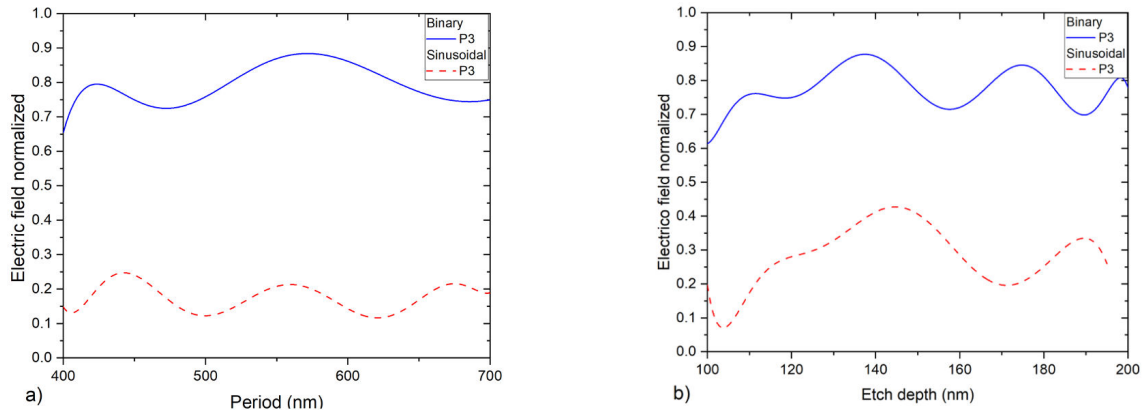 Electric field normalized
1.0
0.9
0.8
0.7
0.6
0.5
0.4
0.3
0.2
0.1
0.0
Binary
P3
Sinusoidal
P3
400
500
600
700
a)
Period (nm)
Electrico field normalized
1.0
0.9
0.8
0.7
0.6
0.5
0.4
0.3
0.2
0.1
0.0
Binary
P3
Sinusoidal
P3
100
120
140
160
180
200
b)
Etch depth (nm)